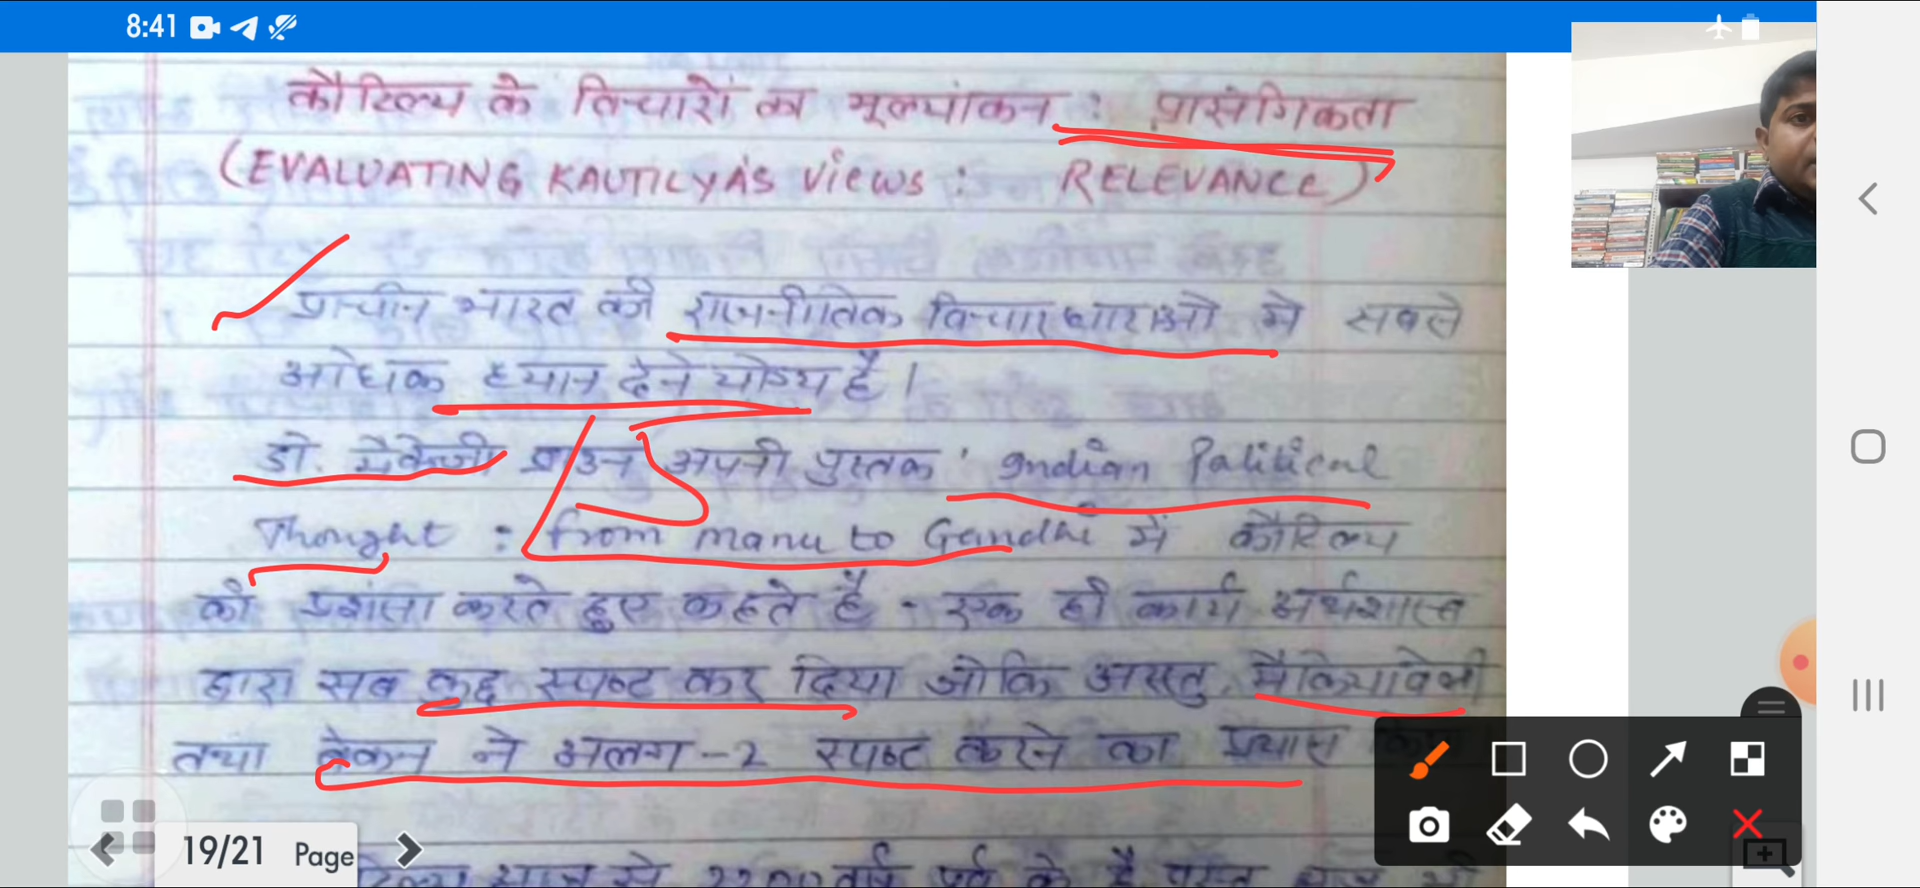 8:41
कौटिल्य के विचारों का मूल्यांकन : प्रासंगिकता
(EVALUATING KAUTILYA'S VIEWS : RELEVANCE)
प्राचीन भारत की राजनीतिक विचारधाराओ मे सबसे
अधिक ध्यान देने योग्य है।
डॉ. मैकेन्जी ब्राउन अपनी पुस्तक ' Indian Political
Thought : from manu to Gandhi में कौटिल्य
की प्रशंसा करते हुए कहते है - एक ही कार्य अर्थशास्त्र
द्वारा सब कुछ स्पष्ट कर दिया जोकि अरस्तु, मैकियावेली
तथा बेकन ने अलग-2 स्पष्ट करने का प्रयास
19/21 Page